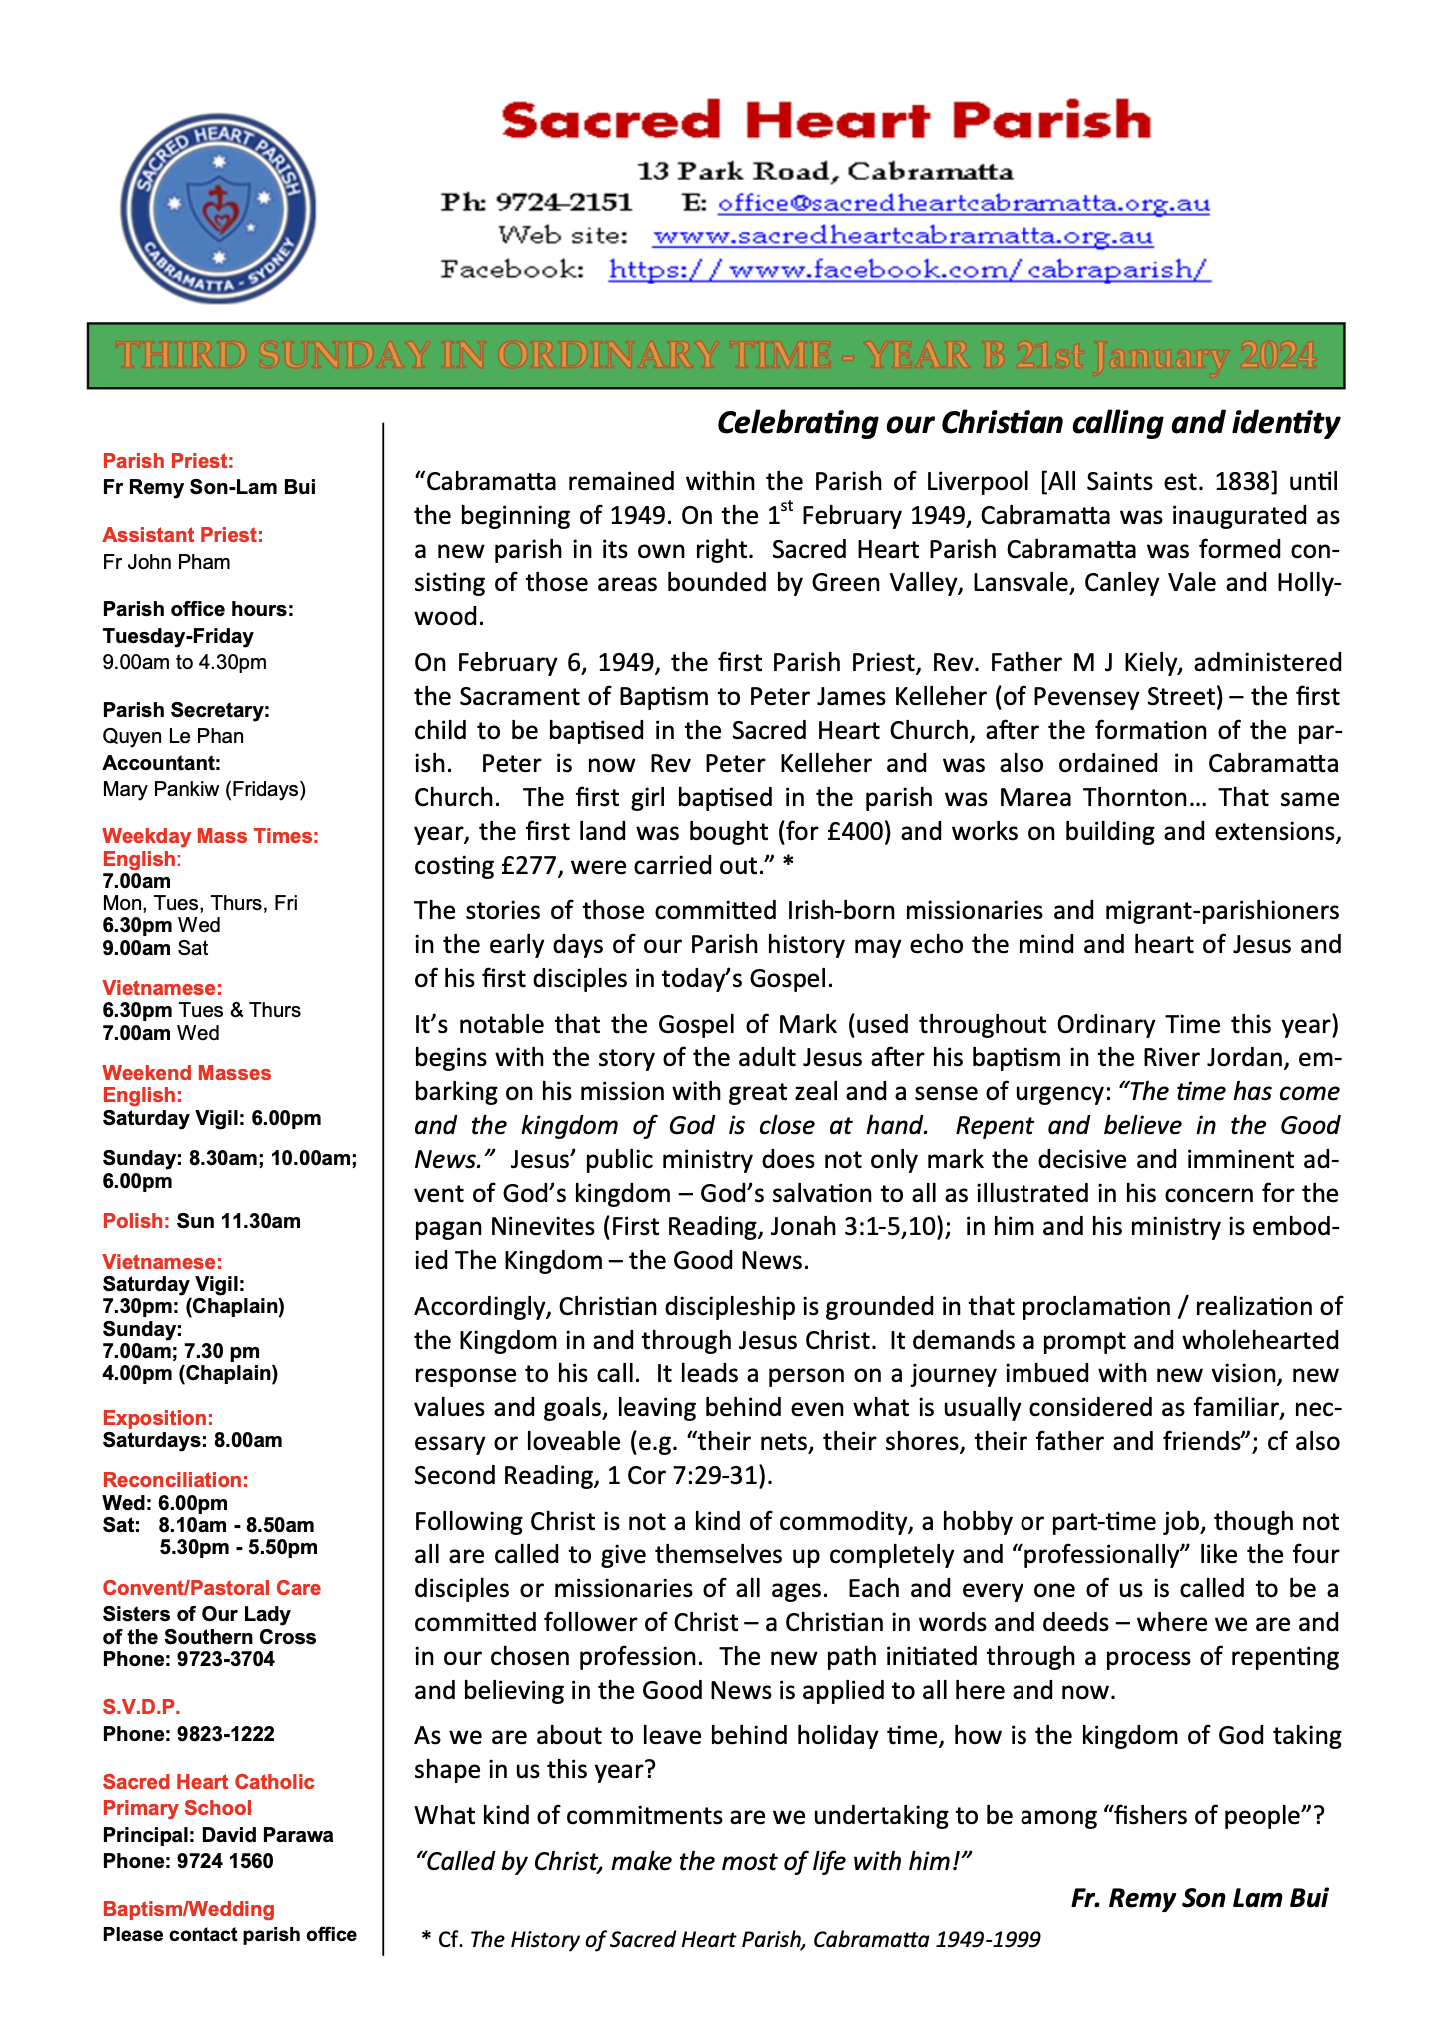 SACRED HEART PARISH
CABRAMATTA - SYDNEY
Sacred Heart Parish
13 Park Road, Cabramatta
Ph: 9724-2151 E: office@sacredheartcabramatta.org.au
Web site: www.sacredheartcabramatta.org.au
Facebook: https://www.facebook.com/cabraparish/
THIRD SUNDAY IN ORDINARY TIME - YEAR B 21st January 2024
Parish Priest:
Fr Remy Son-Lam Bui
Assistant Priest:
Fr John Pham
Parish office hours:
Tuesday-Friday
9.00am to 4.30pm
Parish Secretary:
Quyen Le Phan
Accountant:
Mary Pankiw (Fridays)
Weekday Mass Times:
English:
7.00am
Mon, Tues, Thurs, Fri
6.30pm Wed
9.00am Sat
Vietnamese:
6.30pm Tues & Thurs
7.00am Wed
Weekend Masses
English:
Saturday Vigil: 6.00pm
Sunday: 8.30am; 10.00am;
6.00pm
Polish: Sun 11.30am
Vietnamese:
Saturday Vigil:
7.30pm: (Chaplain)
Sunday:
7.00am; 7.30 pm
4.00pm (Chaplain)
Exposition:
Saturdays: 8.00am
Reconciliation:
Wed: 6.00pm
Sat: 8.10am - 8.50am
5.30pm - 5.50pm
Convent/Pastoral Care
Sisters of Our Lady
of the Southern Cross
Phone: 9723-3704
S.V.D.P.
Phone: 9823-1222
Sacred Heart Catholic
Primary School
Principal: David Parawa
Phone: 9724 1560
Baptism/Wedding
Please contact parish office
Celebrating our Christian calling and identity
“Cabramatta remained within the Parish of Liverpool [All Saints est. 1838] until
the beginning of 1949. On the 1st February 1949, Cabramatta was inaugurated as
a new parish in its own right. Sacred Heart Parish Cabramatta was formed con-
sisting of those areas bounded by Green Valley, Lansvale, Canley Vale and Holly-
wood.
On February 6, 1949, the first Parish Priest, Rev. Father M J Kiely, administered
the Sacrament of Baptism to Peter James Kelleher (of Pevensey Street) – the first
child to be baptised in the Sacred Heart Church, after the formation of the par-
ish. Peter is now Rev Peter Kelleher and was also ordained in Cabramatta
Church. The first girl baptised in the parish was Marea Thornton… That same
year, the first land was bought (for £400) and works on building and extensions,
costing £277, were carried out.” *
The stories of those committed Irish-born missionaries and migrant-parishioners
in the early days of our Parish history may echo the mind and heart of Jesus and
of his first disciples in today’s Gospel.
It’s notable that the Gospel of Mark (used throughout Ordinary Time this year)
begins with the story of the adult Jesus after his baptism in the River Jordan, em-
barking on his mission with great zeal and a sense of urgency: “The time has come
and the kingdom of God is close at hand. Repent and believe in the Good
News.” Jesus’ public ministry does not only mark the decisive and imminent ad-
vent of God’s kingdom – God’s salvation to all as illustrated in his concern for the
pagan Ninevites (First Reading, Jonah 3:1-5,10); in him and his ministry is embod-
ied The Kingdom – the Good News.
Accordingly, Christian discipleship is grounded in that proclamation / realization of
the Kingdom in and through Jesus Christ. It demands a prompt and wholehearted
response to his call. It leads a person on a journey imbued with new vision, new
values and goals, leaving behind even what is usually considered as familiar, nec-
essary or loveable (e.g. “their nets, their shores, their father and friends”; cf also
Second Reading, 1 Cor 7:29-31).
Following Christ is not a kind of commodity, a hobby or part-time job, though not
all are called to give themselves up completely and “professionally” like the four
disciples or missionaries of all ages. Each and every one of us is called to be a
committed follower of Christ – a Christian in words and deeds – where we are and
in our chosen profession. The new path initiated through a process of repenting
and believing in the Good News is applied to all here and now.
As we are about to leave behind holiday time, how is the kingdom of God taking
shape in us this year?
What kind of commitments are we undertaking to be among “fishers of people”?
“Called by Christ, make the most of life with him!”
Fr. Remy Son Lam Bui
* Cf. The History of Sacred Heart Parish, Cabramatta 1949-1999